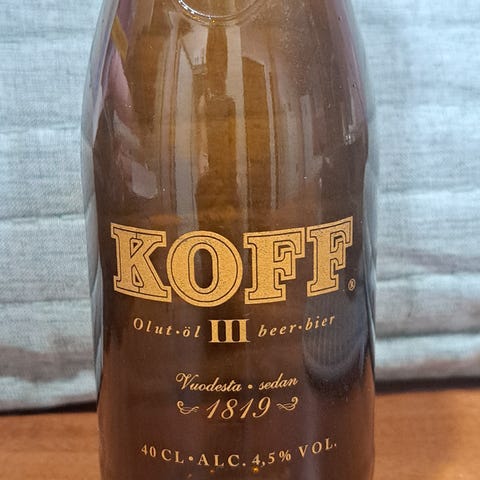 KOFF®
Olut·öl III beer·bier
Vuodesta • sedan
1819
40 CL • ALC. 4,5% VOL.